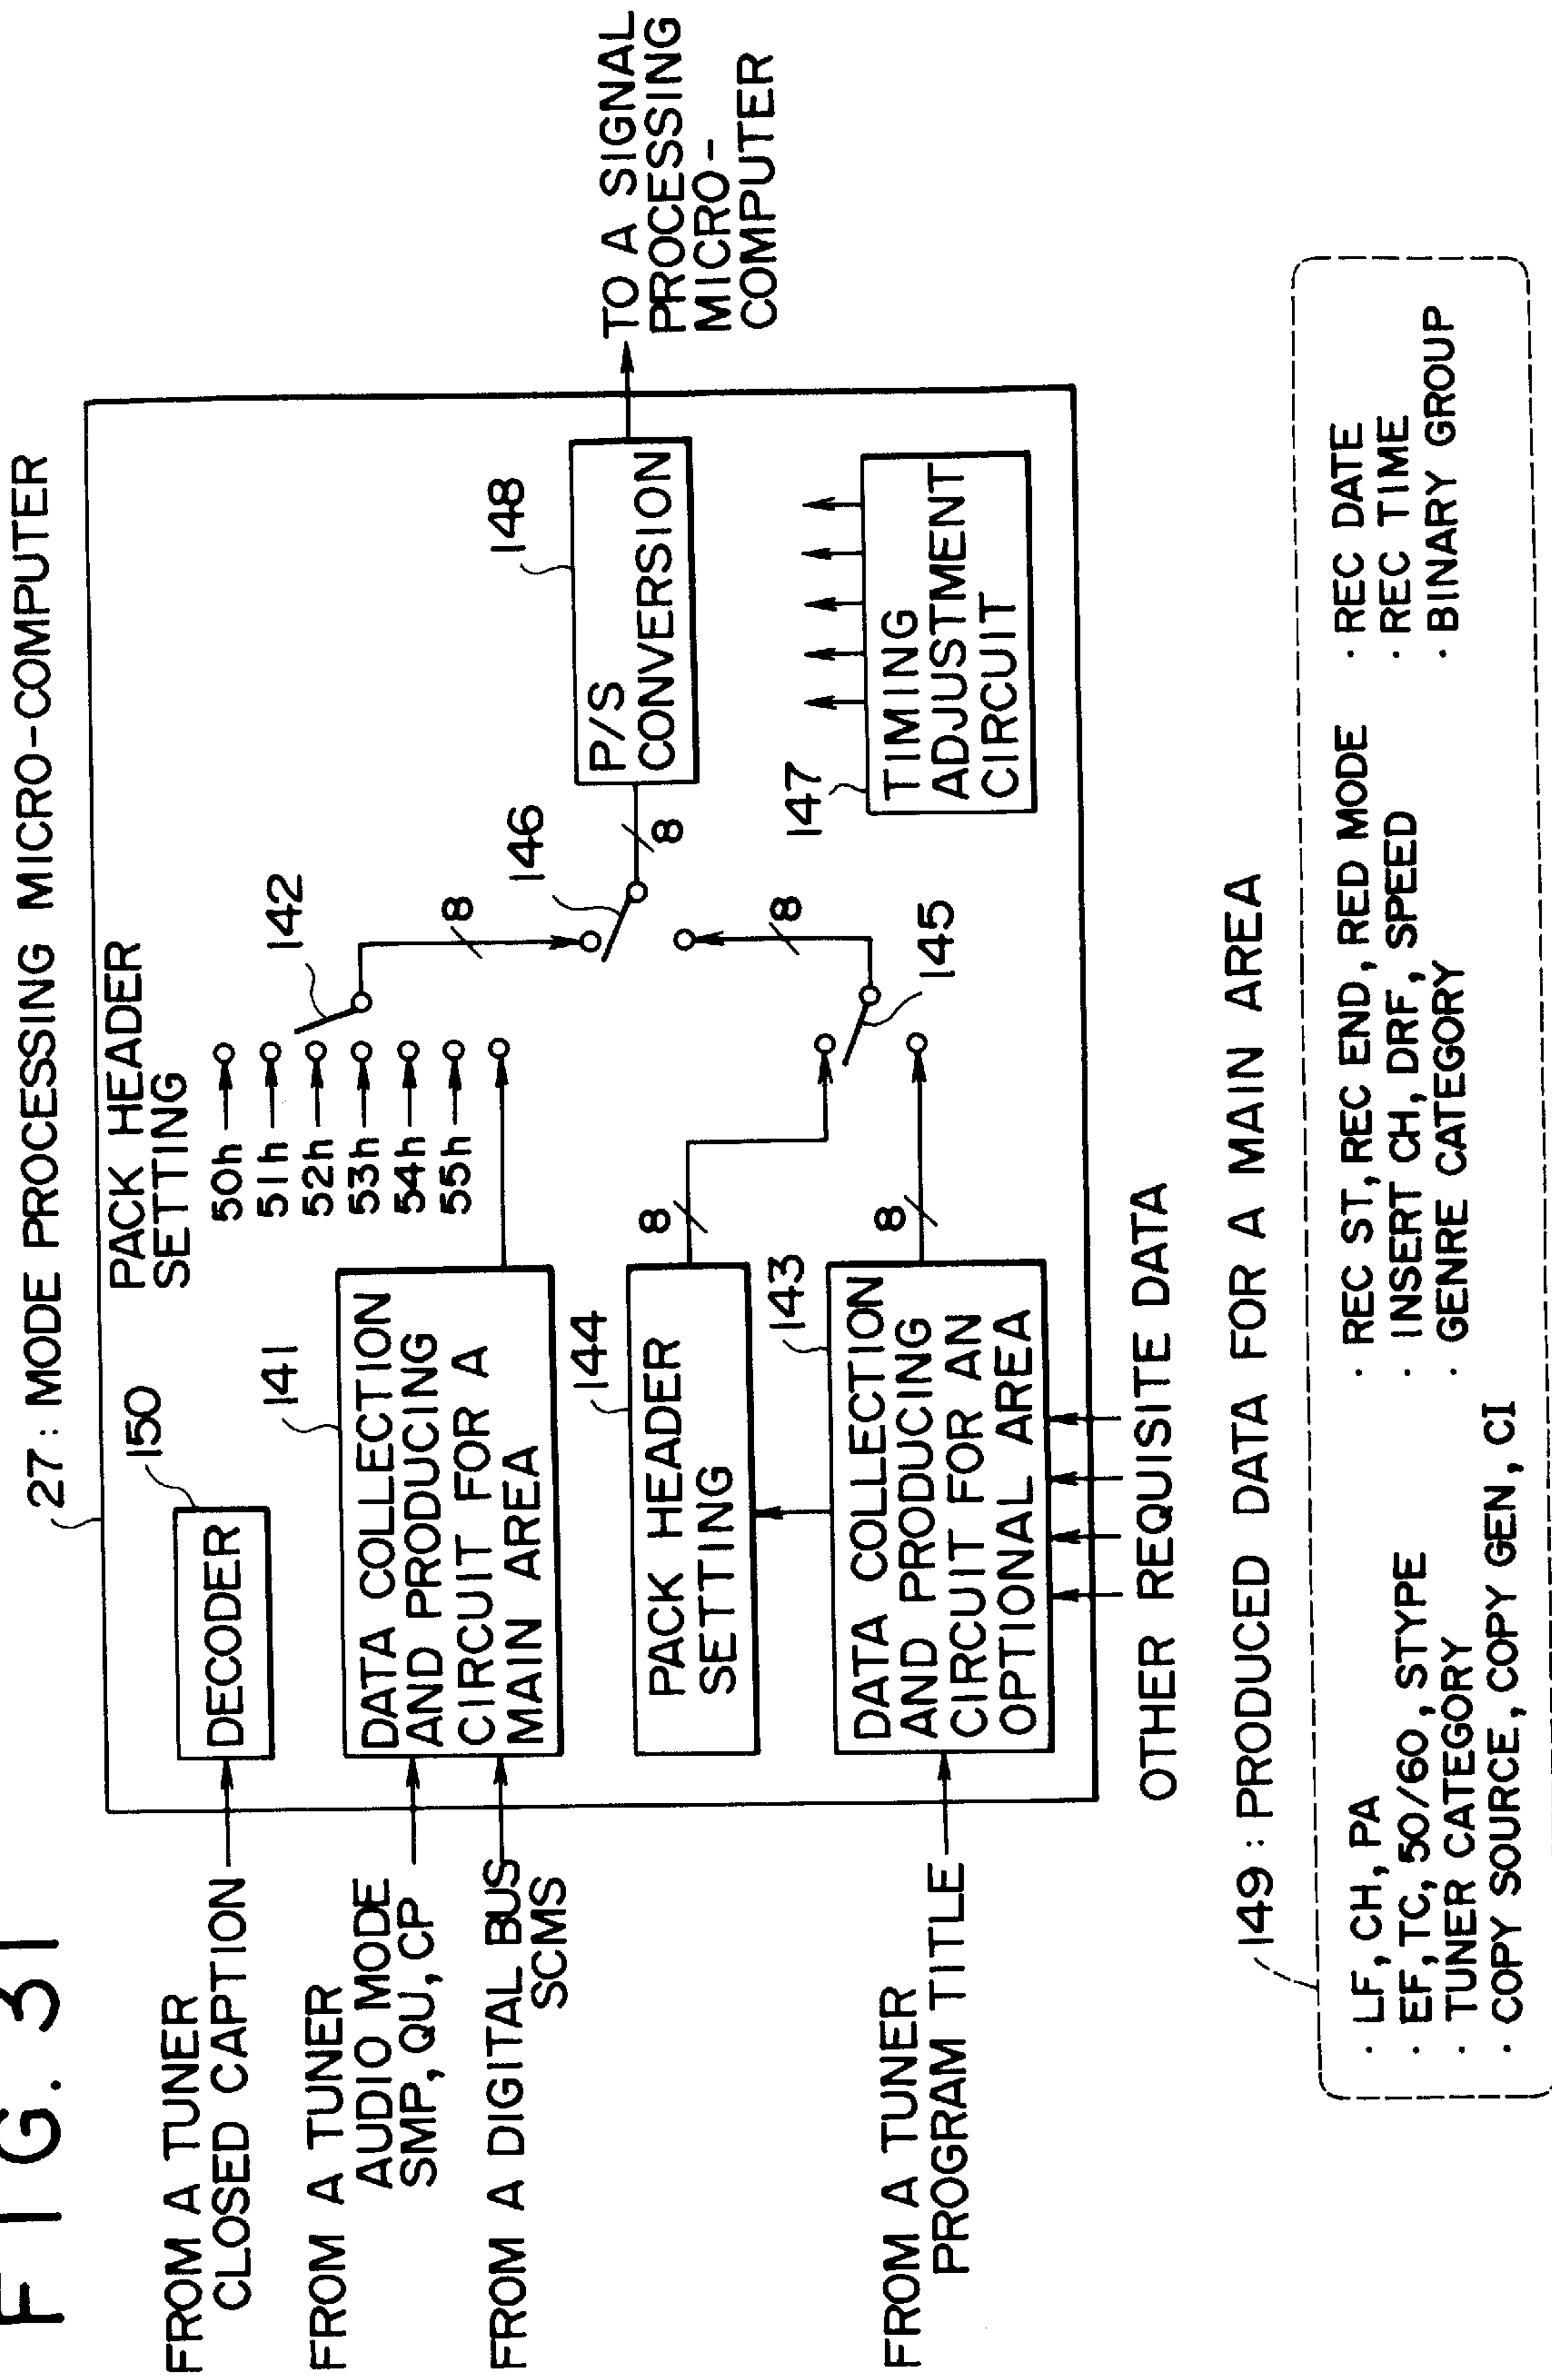 FIG. 31
27: MODE PROCESSING MICRO-COMPUTER
FROM A TUNER
CLOSED CAPTION
150
DECODER
PACK HEADER
SETTING
50h
51h
52h
53h
54h
55h
142
FROM A TUNER
AUDIO MODE
SMP, QU, CP
FROM A DIGITAL BUS
SCMS
141
DATA COLLECTION
AND PRODUCING
CIRCUIT FOR A
MAIN AREA
8
146
8
148
P/S
CONVERSION
TO A SIGNAL
PROCESSING
MICRO-
COMPUTER
144
PACK HEADER
SETTING
8
8
145
147
TIMING
ADJUSTMENT
CIRCUIT
FROM A TUNER
PROGRAM TITLE
143
DATA COLLECTION
AND PRODUCING
CIRCUIT FOR AN
OPTIONAL AREA
8
OTHER REQUISITE DATA
149: PRODUCED DATA FOR A MAIN AREA
· LF, CH, PA
· EF, TC, 50/60, STYPE
· TUNER CATEGORY
· COPY SOURCE, COPY GEN, CI
· REC ST, REC END, RED MODE
· INSERT CH, DRF, SPEED
· GENRE CATEGORY
· REC DATE
· REC TIME
· BINARY GROUP